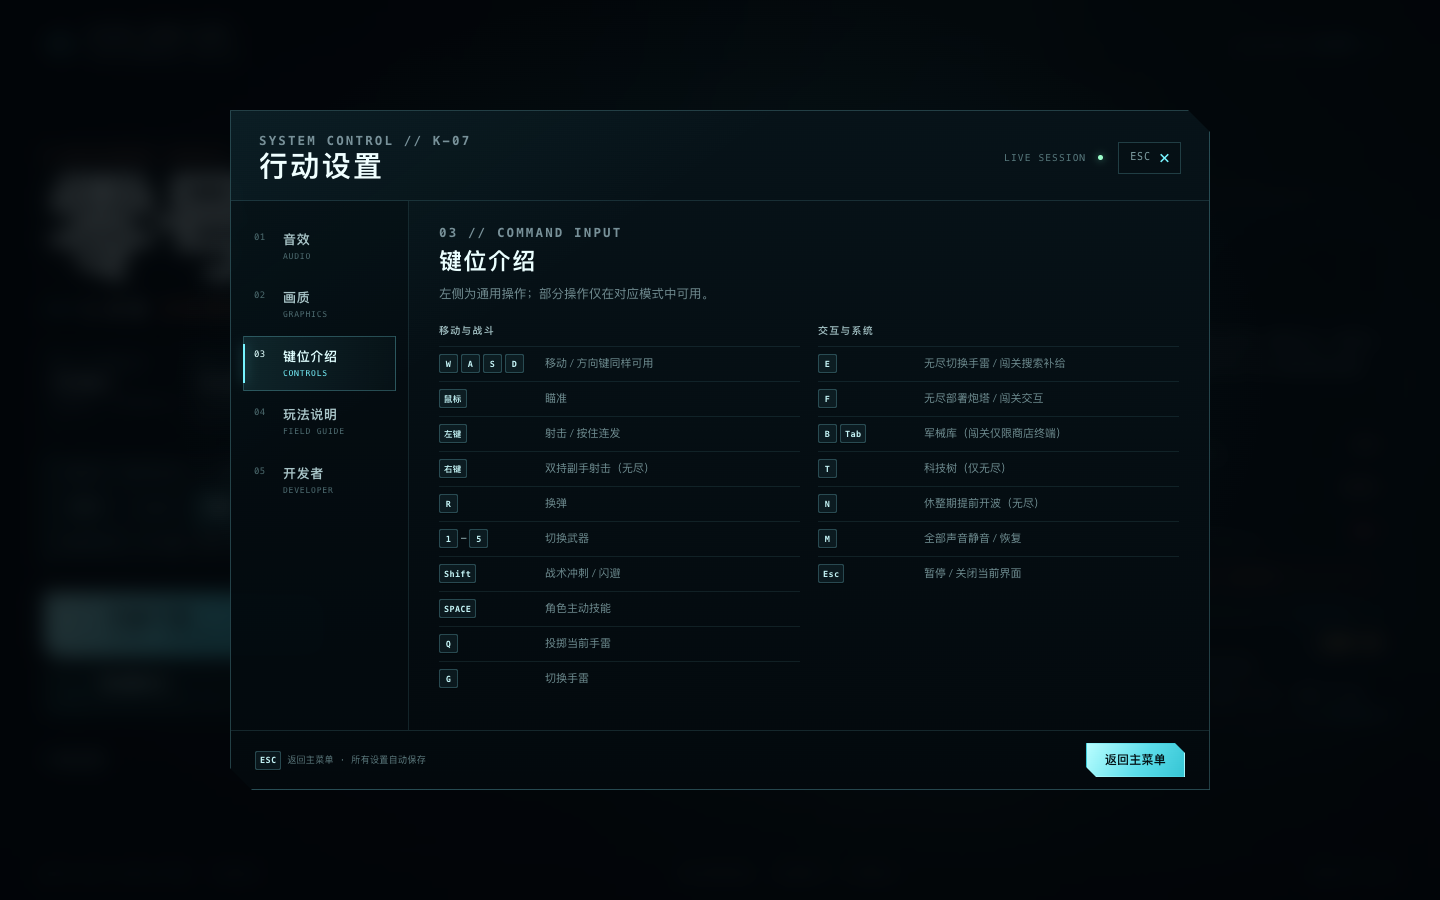 SYSTEM CONTROL // K-07
行动设置
LIVE SESSION
ESC ×
01 音效
AUDIO
02 画质
GRAPHICS
03 键位介绍
CONTROLS
04 玩法说明
FIELD GUIDE
05 开发者
DEVELOPER
03 // COMMAND INPUT
键位介绍
左侧为通用操作；部分操作仅在对应模式中可用。
移动与战斗
W A S D 移动 / 方向键同样可用
鼠标 瞄准
左键 射击 / 按住连发
右键 双持副手射击（无尽）
R 换弹
1 – 5 切换武器
Shift 战术冲刺 / 闪避
SPACE 角色主动技能
Q 投掷当前手雷
G 切换手雷
交互与系统
E 无尽切换手雷 / 闯关搜索补给
F 无尽部署炮塔 / 闯关交互
B Tab 军械库（闯关仅限商店终端）
T 科技树（仅无尽）
N 休整期提前开波（无尽）
M 全部声音静音 / 恢复
Esc 暂停 / 关闭当前界面
ESC 返回主菜单 · 所有设置自动保存
返回主菜单